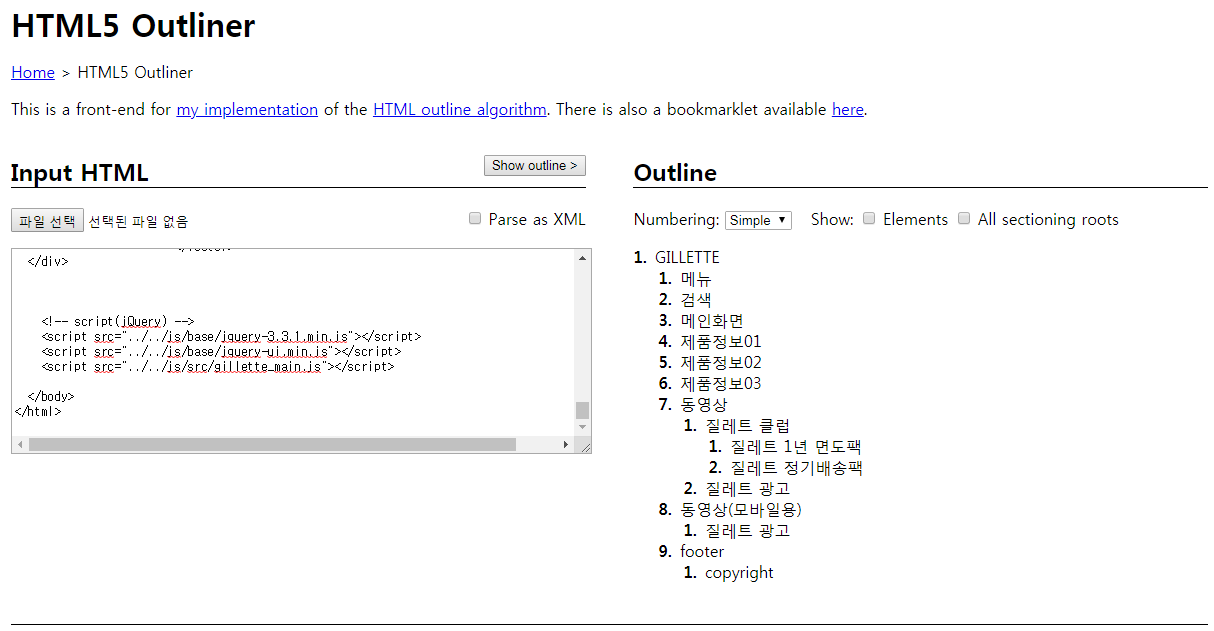 HTML5 Outliner
Home > HTML5 Outliner
This is a front-end for my implementation of the HTML outline algorithm. There is also a bookmarklet available here.
Input HTML
Show outline >
파일 선택 선택된 파일 없음
Parse as XML
</div>
<!-- script(jQuery) -->
<script src="../../js/base/jquery-3.3.1.min.js"></script>
<script src="../../js/base/jquery-ui.min.js"></script>
<script src="../../js/src/gillette_main.js"></script>
</body>
</html>
Outline
Numbering: Simple ▼ Show: Elements All sectioning roots
1. GILLETTE
1. 메뉴
2. 검색
3. 메인화면
4. 제품정보01
5. 제품정보02
6. 제품정보03
7. 동영상
1. 질레트 클럽
1. 질레트 1년 면도팩
2. 질레트 정기배송팩
2. 질레트 광고
8. 동영상(모바일용)
1. 질레트 광고
9. footer
1. copyright